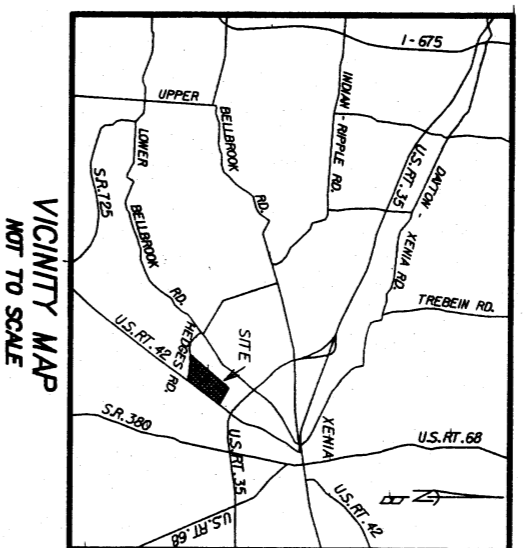 I-675
INDIAN - RIPPLE RD.
U.S.RT.35
DAYTON - XENIA RD.
UPPER
BELLBROOK
RD.
LOWER
BELLBROOK
RD.
S.R.725
TREBEIN RD.
HEDGES RD.
SITE
U.S.RT.42
XENIA
S.R.380
U.S.RT.35
U.S.RT.68
U.S.RT.42
U.S.RT.68
N
VICINITY MAP
NOT TO SCALE